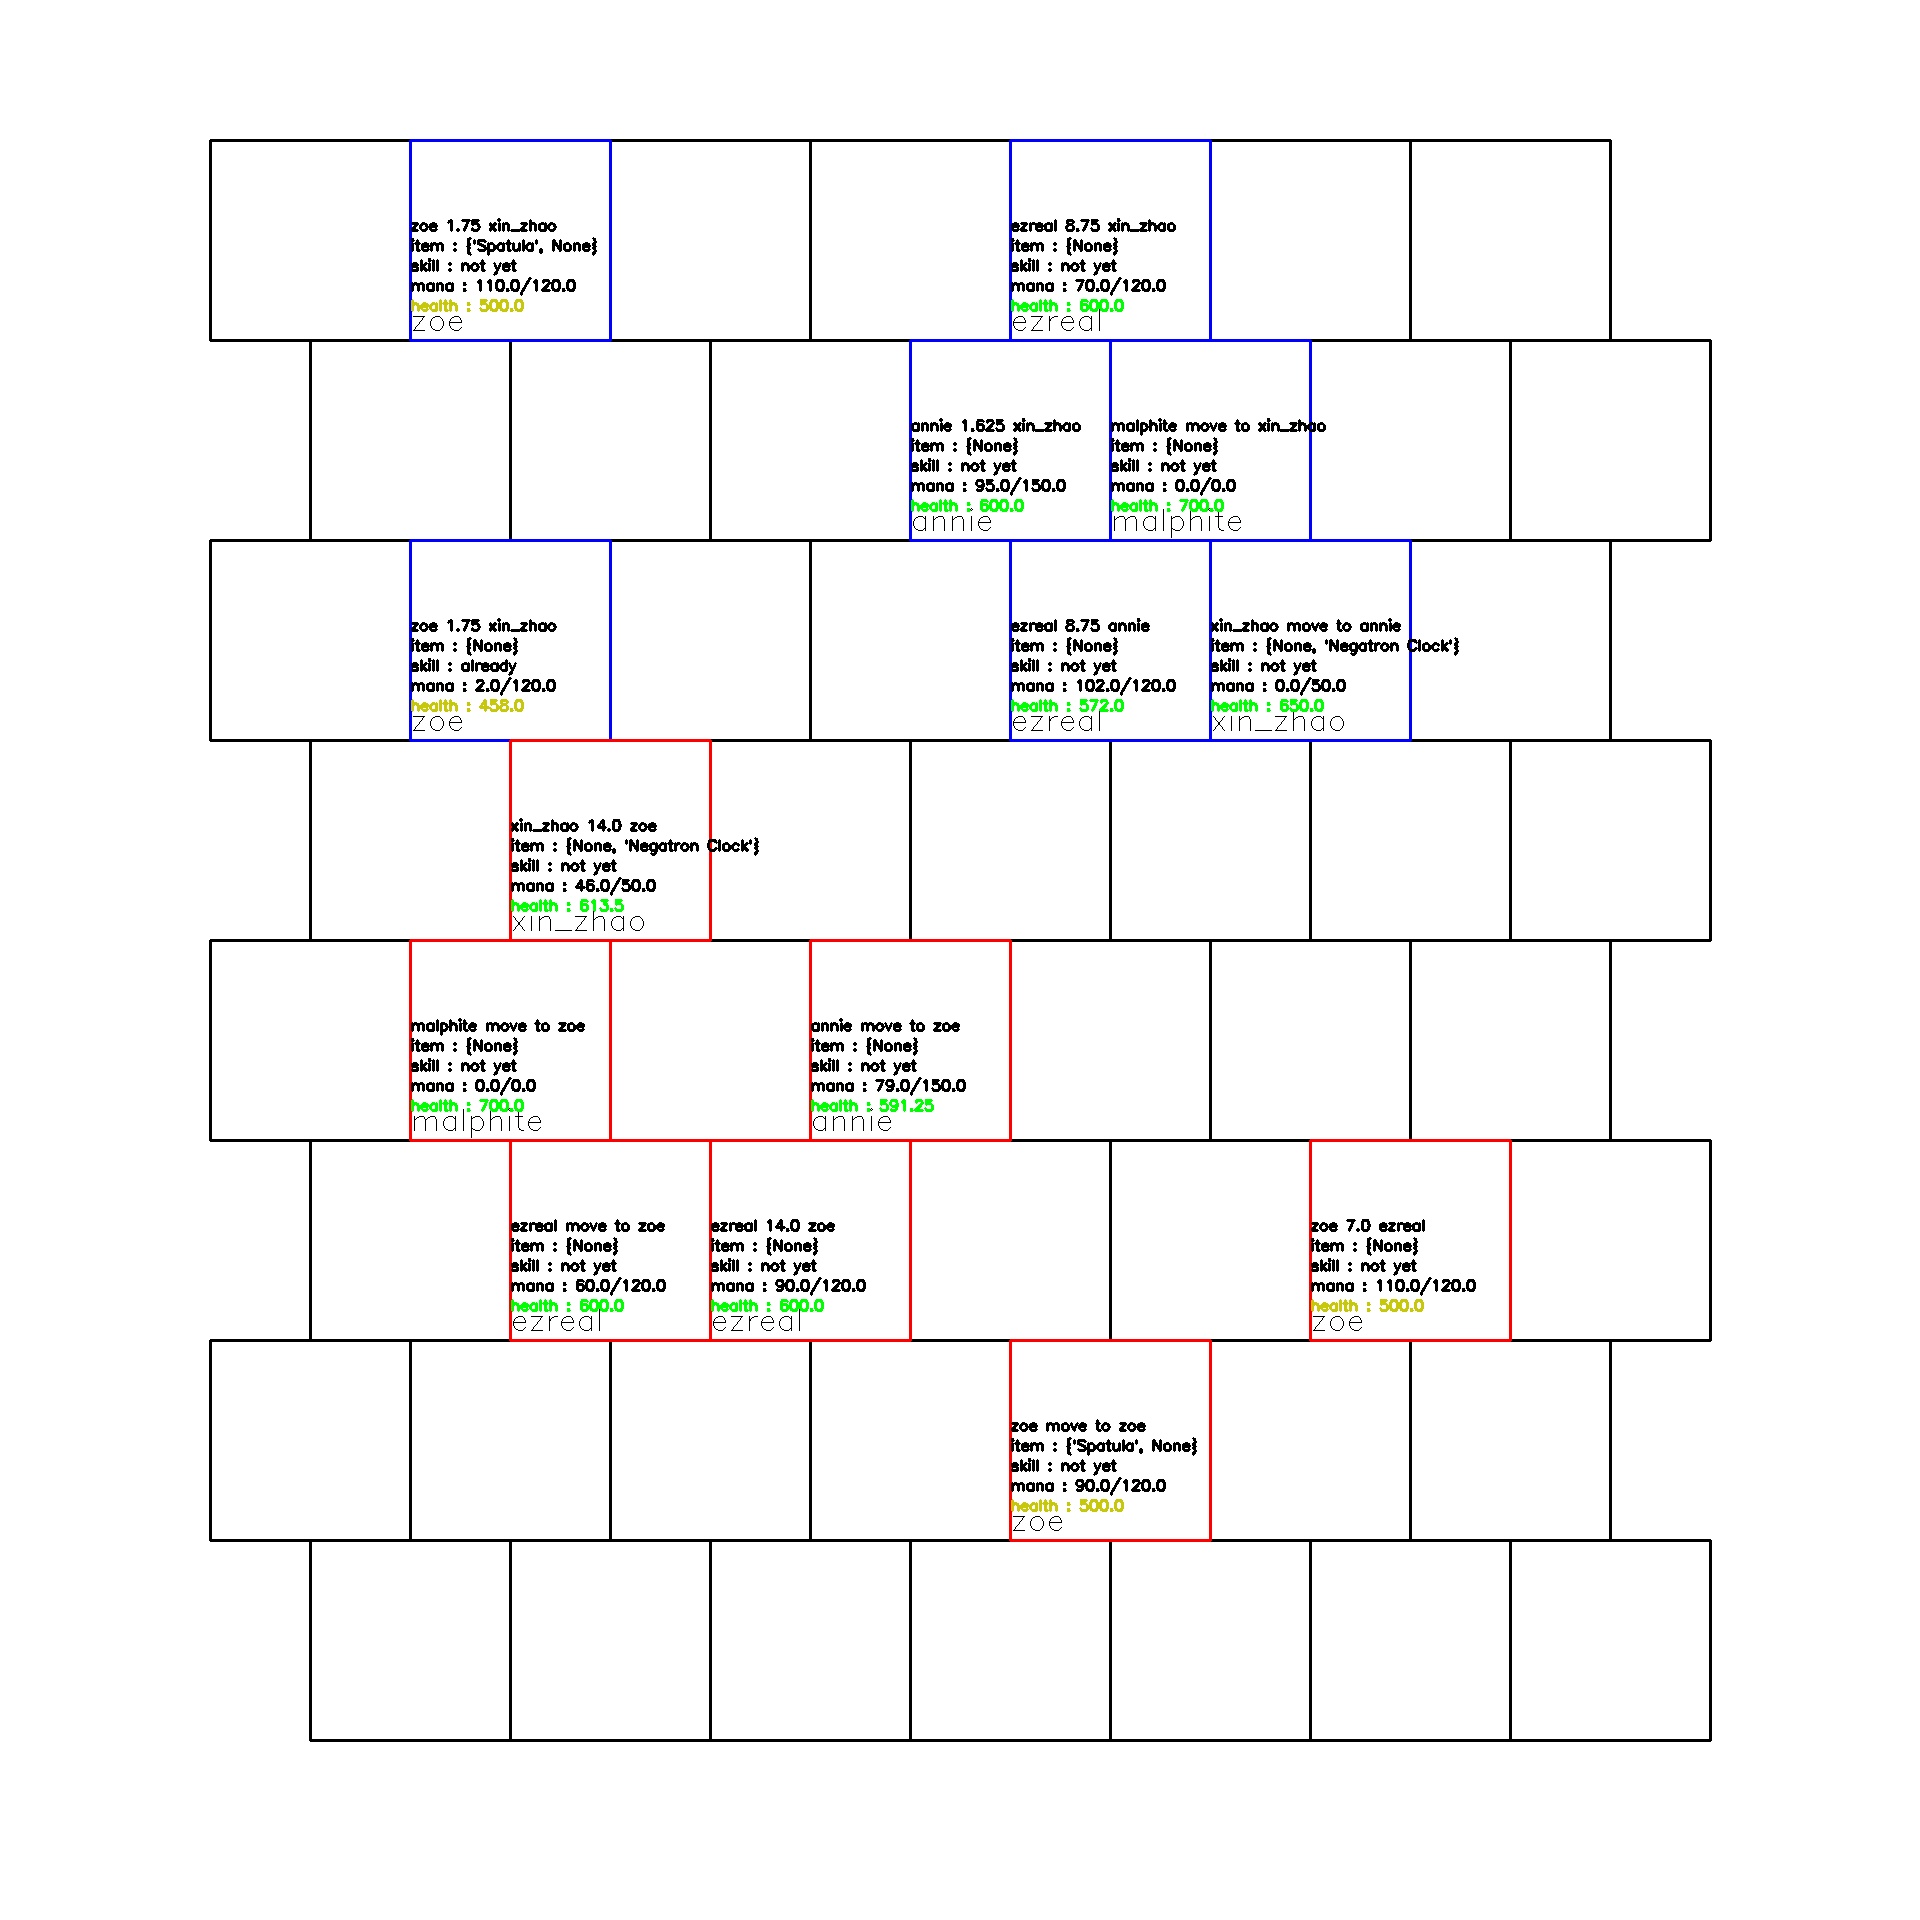 zoe 1.75 xin_zhao
item : {'Spatula', None}
skill : not yet
mana : 110.0/120.0
health : 500.0
zoe
ezreal 8.75 xin_zhao
item : {None}
skill : not yet
mana : 70.0/120.0
health : 600.0
ezreal
annie 1.625 xin_zhao
item : {None}
skill : not yet
mana : 95.0/150.0
health : 600.0
annie
malphite move to xin_zhao
item : {None}
skill : not yet
mana : 0.0/0.0
health : 700.0
malphite
zoe 1.75 xin_zhao
item : {None}
skill : already
mana : 2.0/120.0
health : 458.0
zoe
ezreal 8.75 annie
item : {None}
skill : not yet
mana : 102.0/120.0
health : 572.0
ezreal
xin_zhao move to annie
item : {None, 'Negatron Clock'}
skill : not yet
mana : 0.0/50.0
health : 650.0
xin_zhao
xin_zhao 14.0 zoe
item : {None, 'Negatron Clock'}
skill : not yet
mana : 46.0/50.0
health : 613.5
xin_zhao
malphite move to zoe
item : {None}
skill : not yet
mana : 0.0/0.0
health : 700.0
malphite
annie move to zoe
item : {None}
skill : not yet
mana : 79.0/150.0
health : 591.25
annie
ezreal move to zoe
item : {None}
skill : not yet
mana : 60.0/120.0
health : 600.0
ezreal
ezreal 14.0 zoe
item : {None}
skill : not yet
mana : 90.0/120.0
health : 600.0
ezreal
zoe 7.0 ezreal
item : {None}
skill : not yet
mana : 110.0/120.0
health : 500.0
zoe
zoe move to zoe
item : {'Spatula', None}
skill : not yet
mana : 90.0/120.0
health : 500.0
zoe